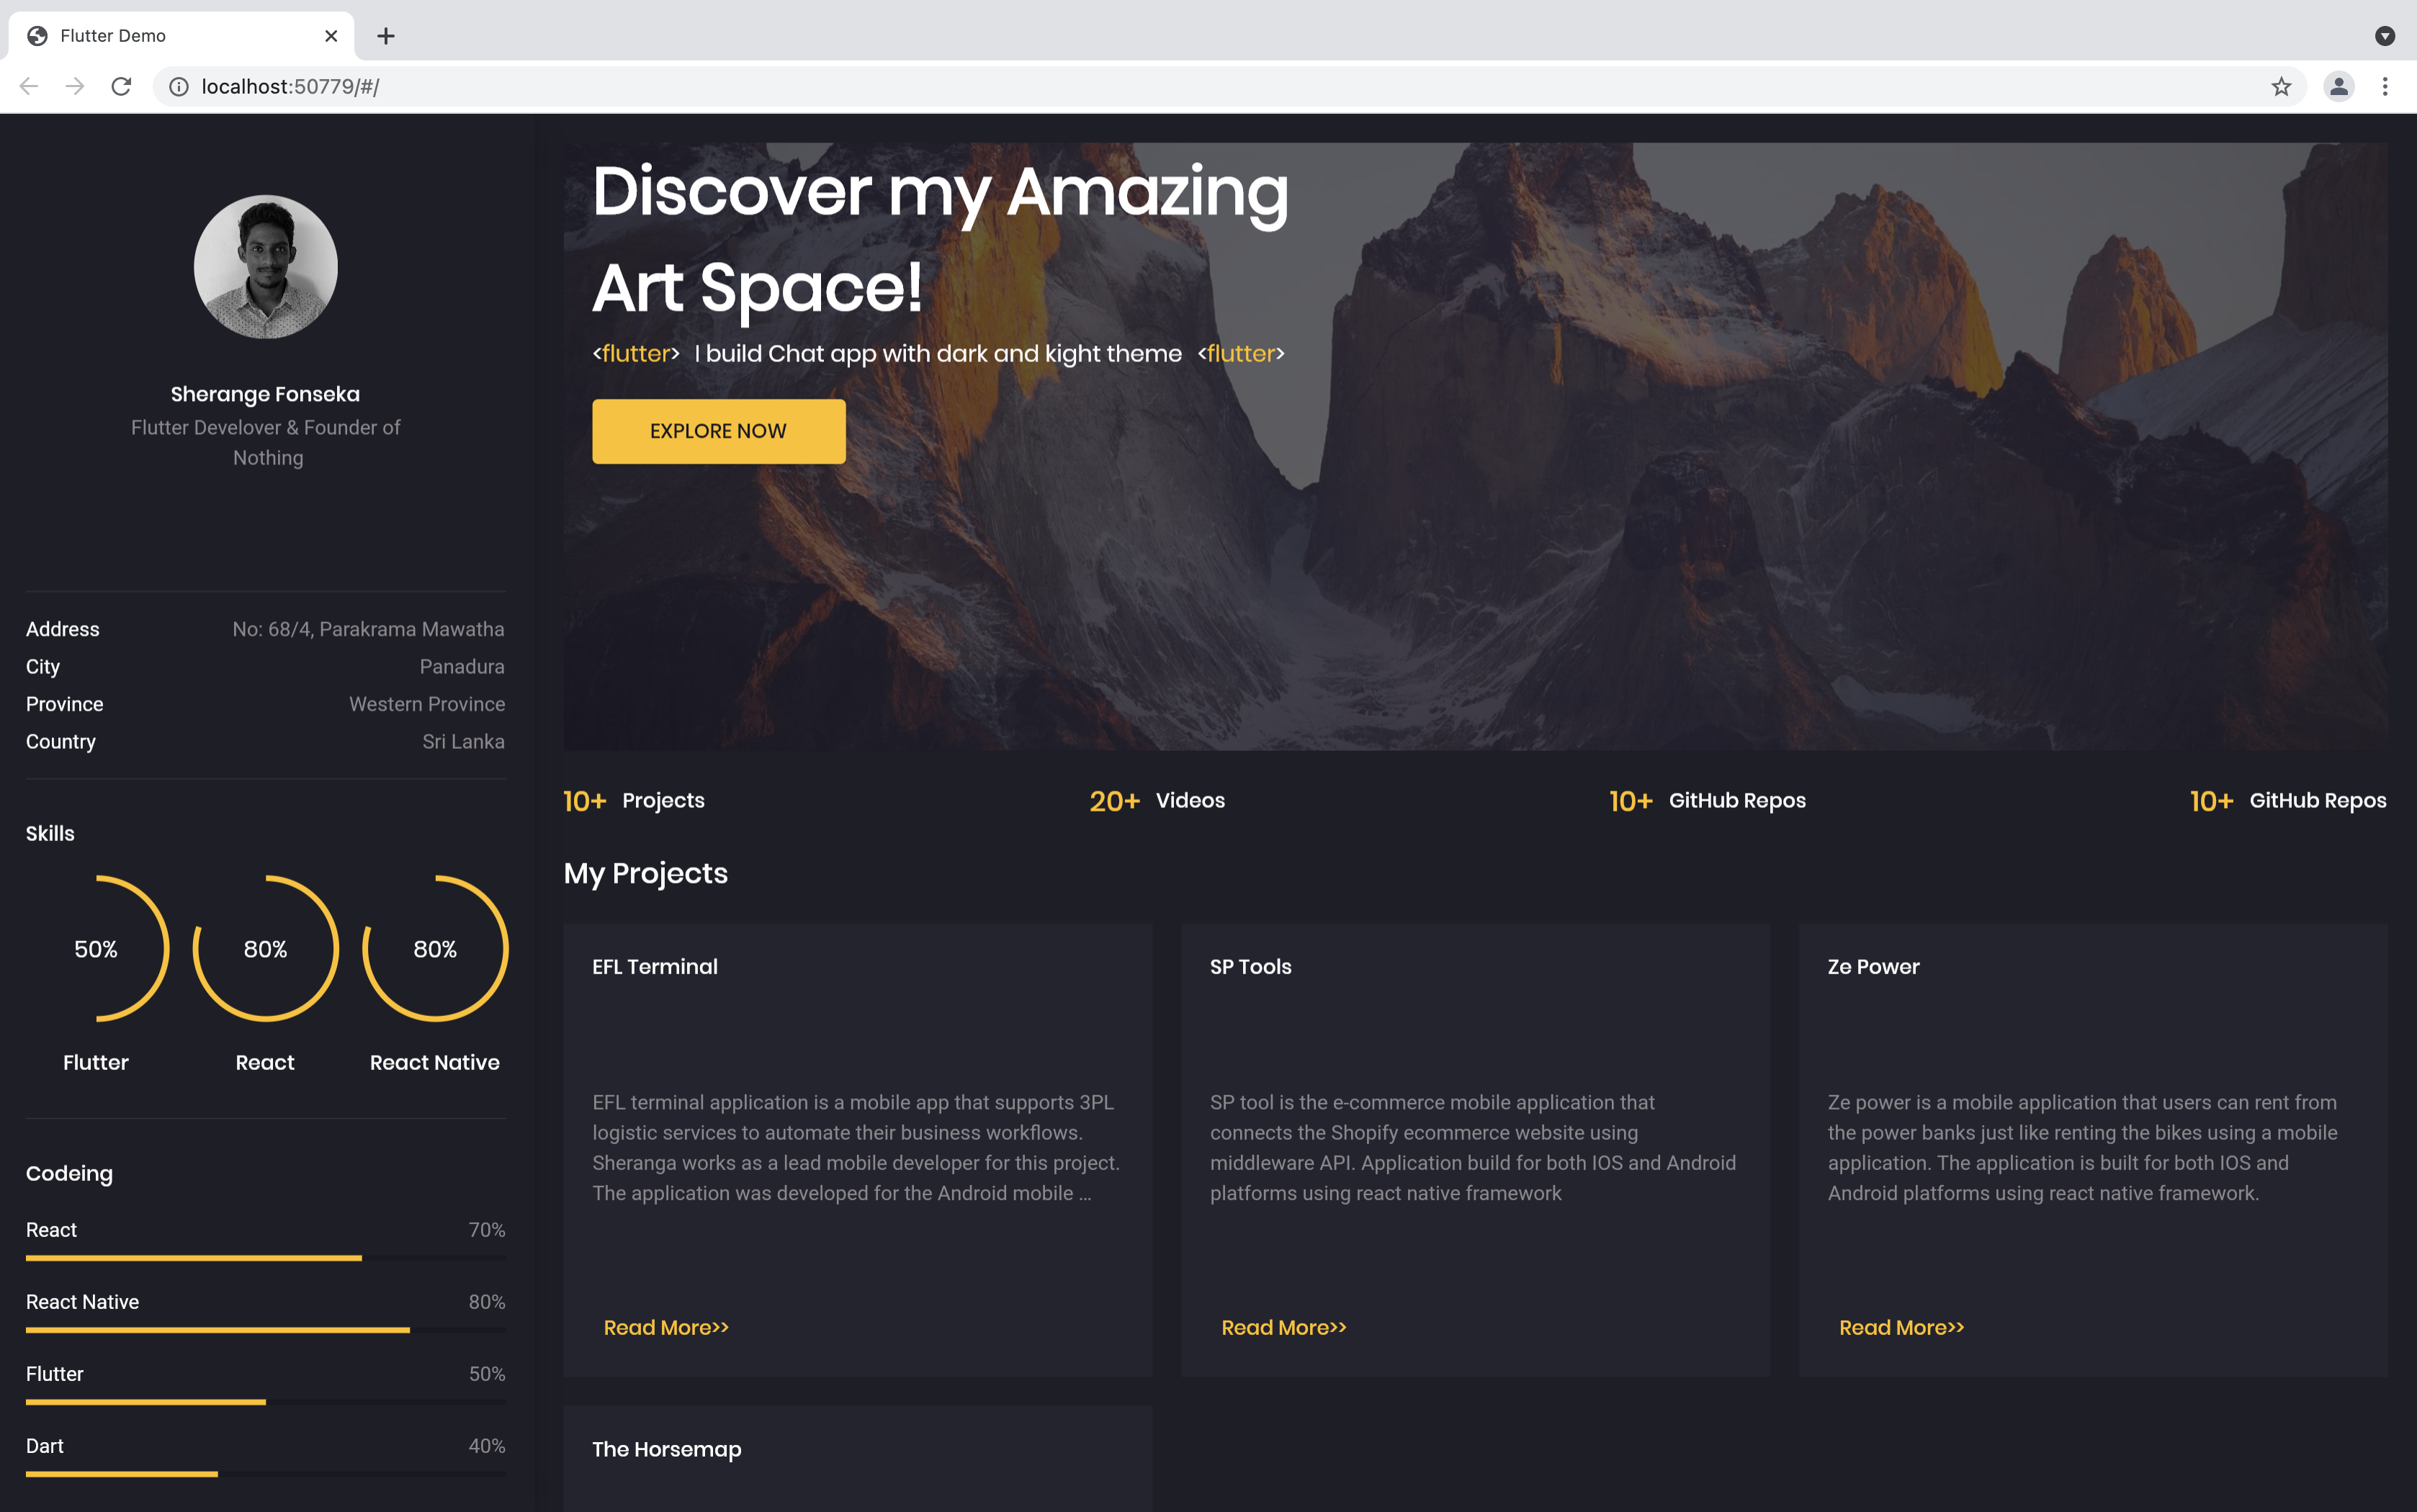 Flutter Demo
localhost:50779/#/
Sherange Fonseka
Flutter Develover & Founder of
Nothing
Address No: 68/4, Parakrama Mawatha
City Panadura
Province Western Province
Country Sri Lanka
Skills
50% 80% 80%
Flutter React React Native
Codeing
React 70%
React Native 80%
Flutter 50%
Dart 40%
Discover my Amazing
Art Space!
<flutter> I build Chat app with dark and kight theme <flutter>
EXPLORE NOW
10+ Projects 20+ Videos 10+ GitHub Repos 10+ GitHub Repos
My Projects
EFL Terminal
EFL terminal application is a mobile app that supports 3PL
logistic services to automate their business workflows.
Sheranga works as a lead mobile developer for this project.
The application was developed for the Android mobile ...
Read More>>
SP Tools
SP tool is the e-commerce mobile application that
connects the Shopify ecommerce website using
middleware API. Application build for both IOS and Android
platforms using react native framework
Read More>>
Ze Power
Ze power is a mobile application that users can rent from
the power banks just like renting the bikes using a mobile
application. The application is built for both IOS and
Android platforms using react native framework.
Read More>>
The Horsemap